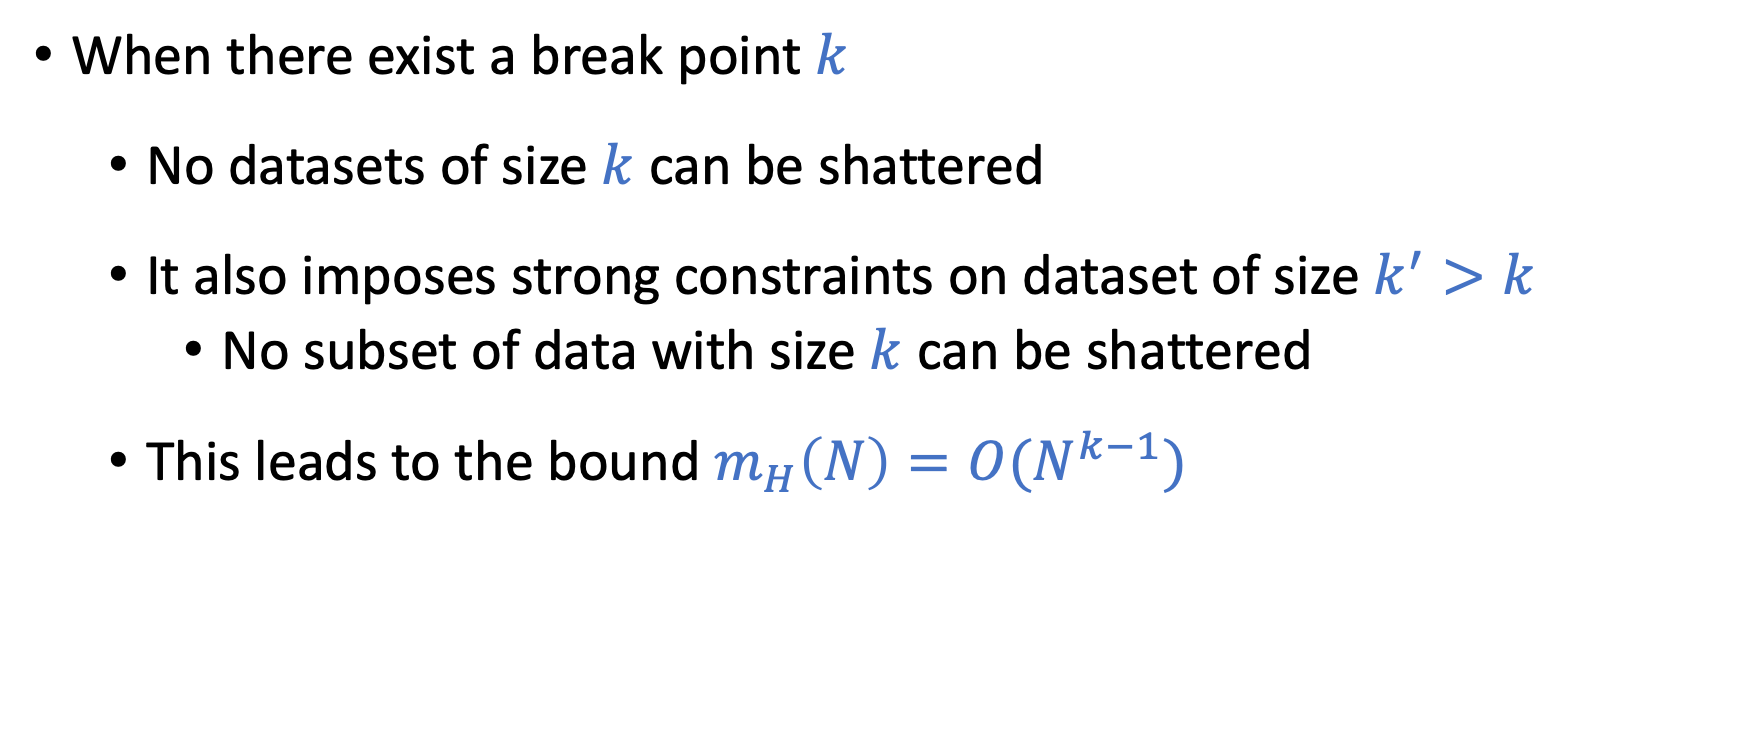 • When there exist a break point k
• No datasets of size k can be shattered
• It also imposes strong constraints on dataset of size k′ > k
• No subset of data with size k can be shattered
• This leads to the bound m_H(N) = O(N^{k−1})